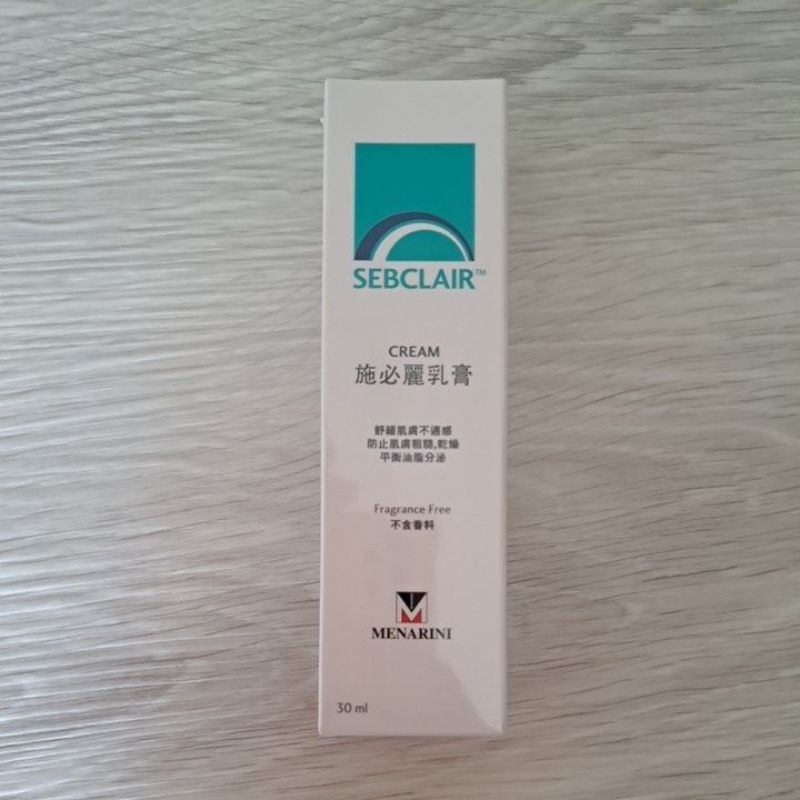 SEBCLAIR™
CREAM
施必麗乳膏
舒緩肌膚不適感
防止肌膚粗糙,乾燥
平衡油脂分泌
Fragrance Free
不含香料
MENARINI
30 ml